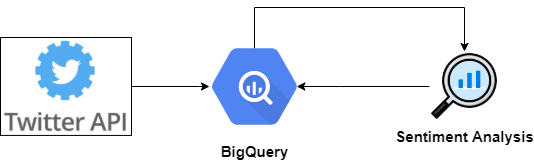 Twitter API
BigQuery
Sentiment Analysis